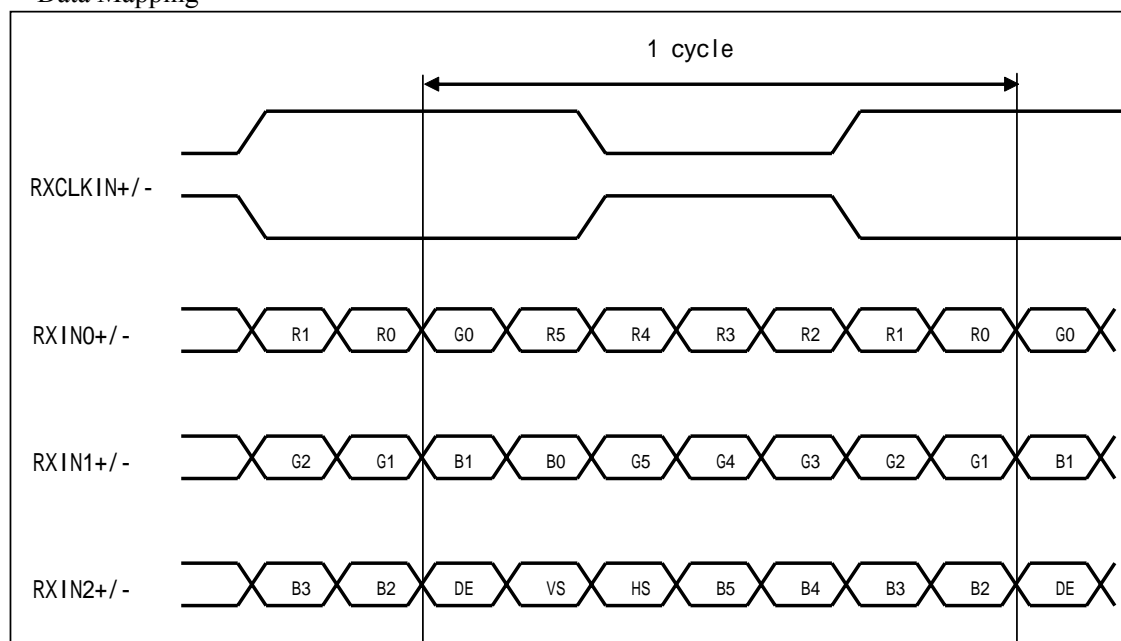 Data Mapping
1 cycle
RXCLKIN+/-
RXIN0+/- R1 R0 G0 R5 R4 R3 R2 R1 R0 G0
RXIN1+/- G2 G1 B1 B0 G5 G4 G3 G2 G1 B1
RXIN2+/- B3 B2 DE VS HS B5 B4 B3 B2 DE